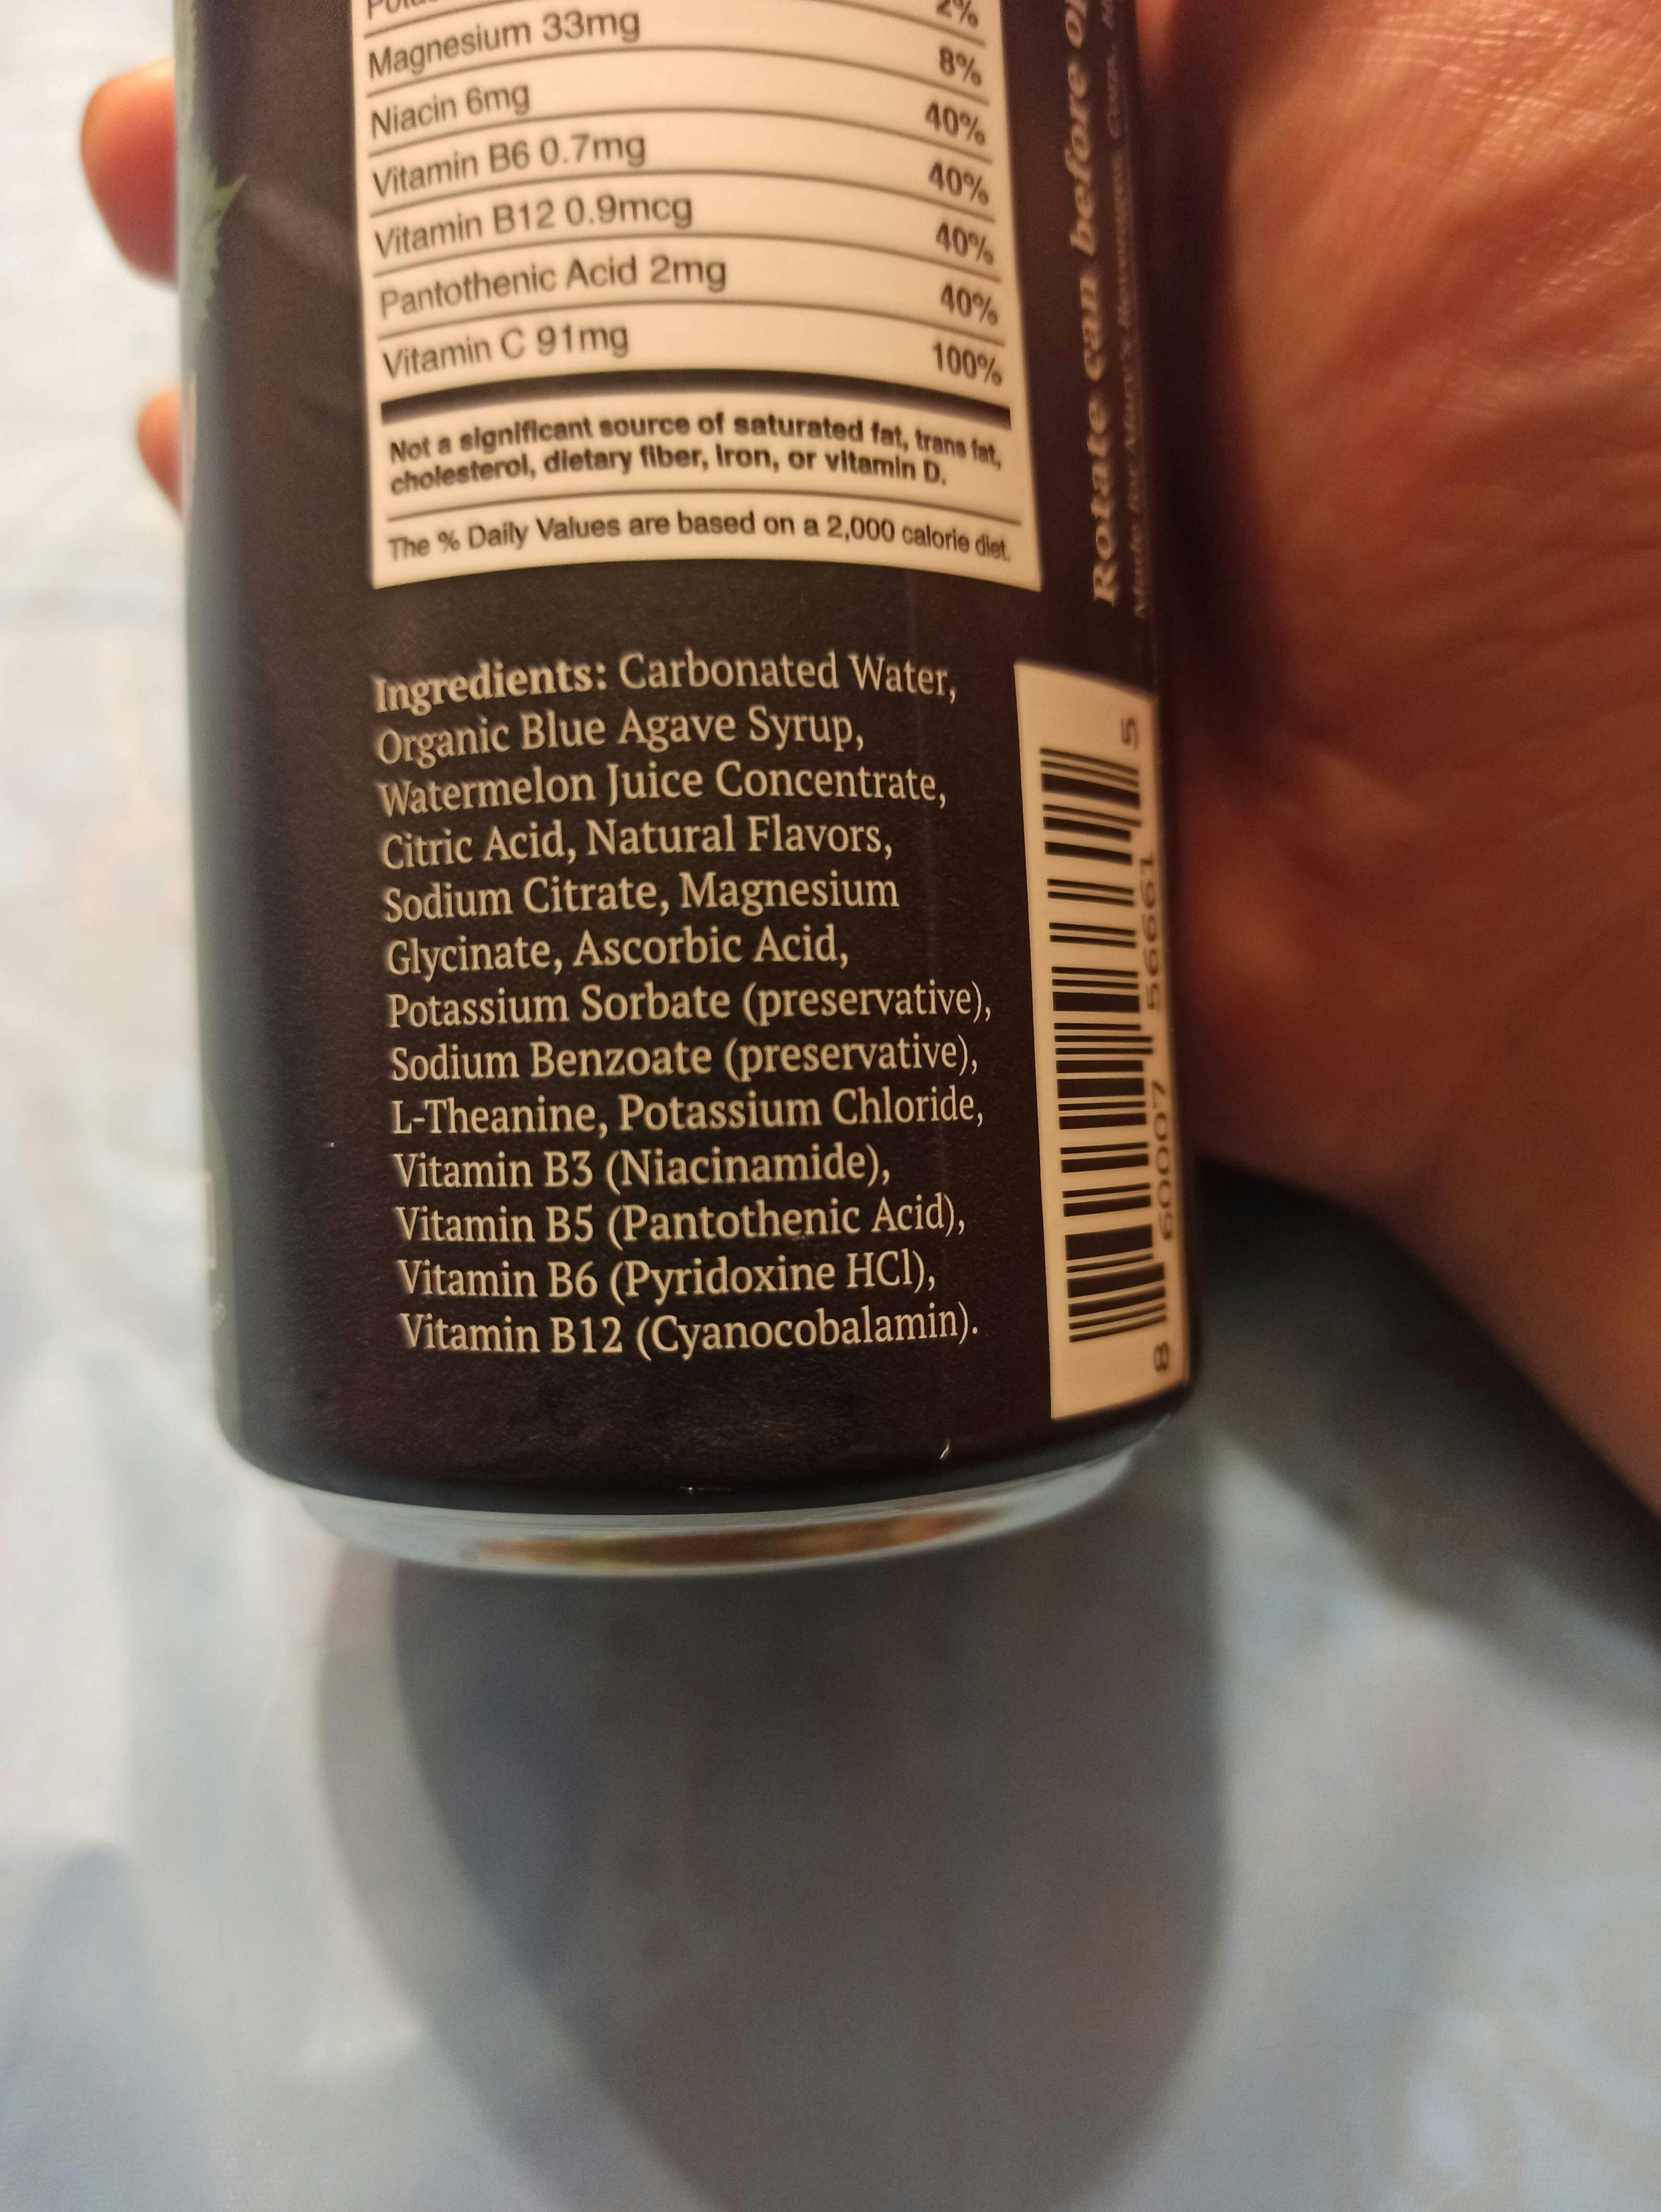 2%
Magnesium 33mg 8%
Niacin 6mg 40%
Vitamin B6 0.7mg 40%
Vitamin B12 0.9mcg 40%
Pantothenic Acid 2mg 40%
Vitamin C 91mg 100%
Not a significant source of saturated fat, trans fat,
cholesterol, dietary fiber, iron, or vitamin D.
The % Daily Values are based on a 2,000 calorie diet.
Ingredients: Carbonated Water,
Organic Blue Agave Syrup,
Watermelon Juice Concentrate,
Citric Acid, Natural Flavors,
Sodium Citrate, Magnesium
Glycinate, Ascorbic Acid,
Potassium Sorbate (preservative),
Sodium Benzoate (preservative),
L-Theanine, Potassium Chloride,
Vitamin B3 (Niacinamide),
Vitamin B5 (Pantothenic Acid),
Vitamin B6 (Pyridoxine HCl),
Vitamin B12 (Cyanocobalamin).
Rotate can before
8 60007 56661 5